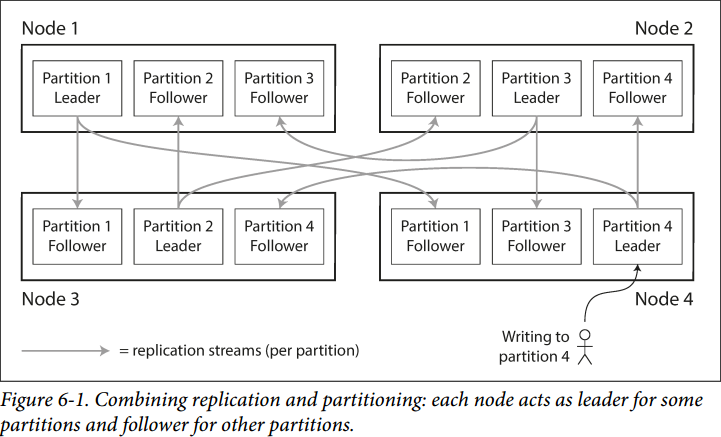 Node 1
Node 2
Partition 1
Leader
Partition 2
Follower
Partition 3
Follower
Partition 2
Follower
Partition 3
Leader
Partition 4
Follower
Partition 1
Follower
Partition 2
Leader
Partition 4
Follower
Partition 1
Follower
Partition 3
Follower
Partition 4
Leader
Node 3
Node 4
= replication streams (per partition)
Writing to
partition 4
Figure 6-1. Combining replication and partitioning: each node acts as leader for some
partitions and follower for other partitions.